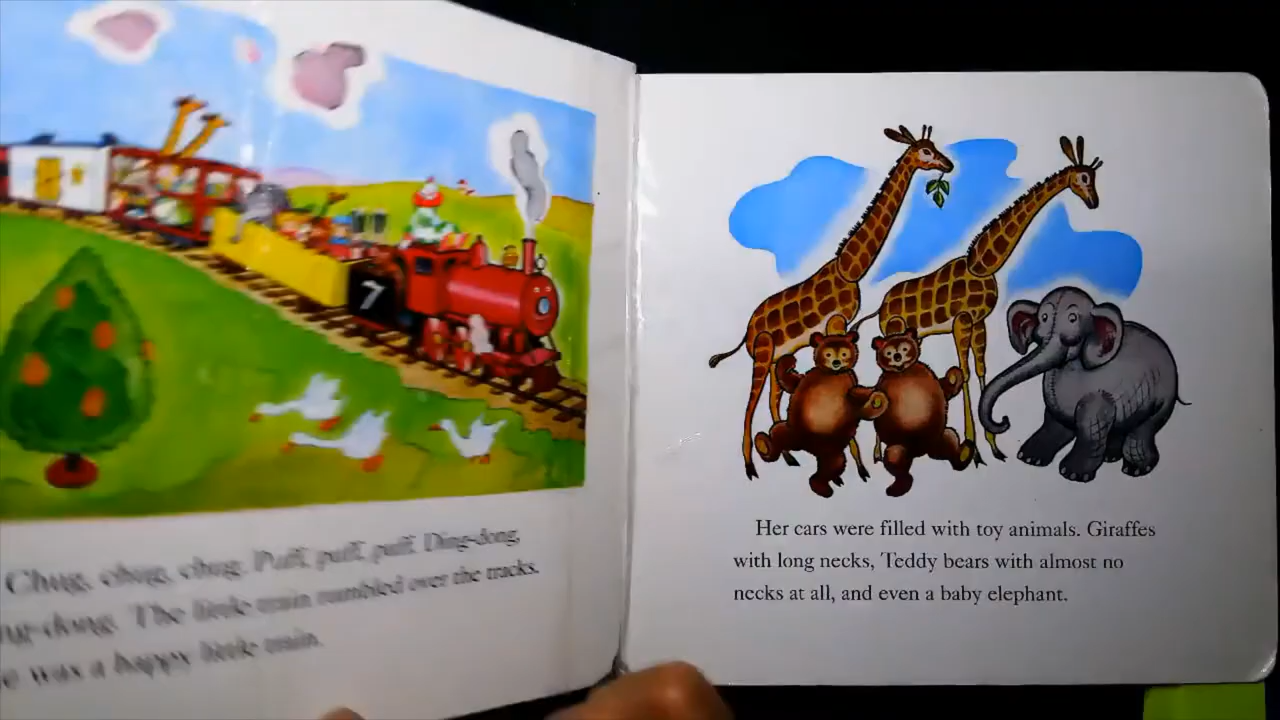 7
Chug, chug, chug. Puff, puff, puff. Ding-dong,
The little train rumbled over the tracks.
was a happy little train.
Her cars were filled with toy animals. Giraffes
with long necks, Teddy bears with almost no
necks at all, and even a baby elephant.